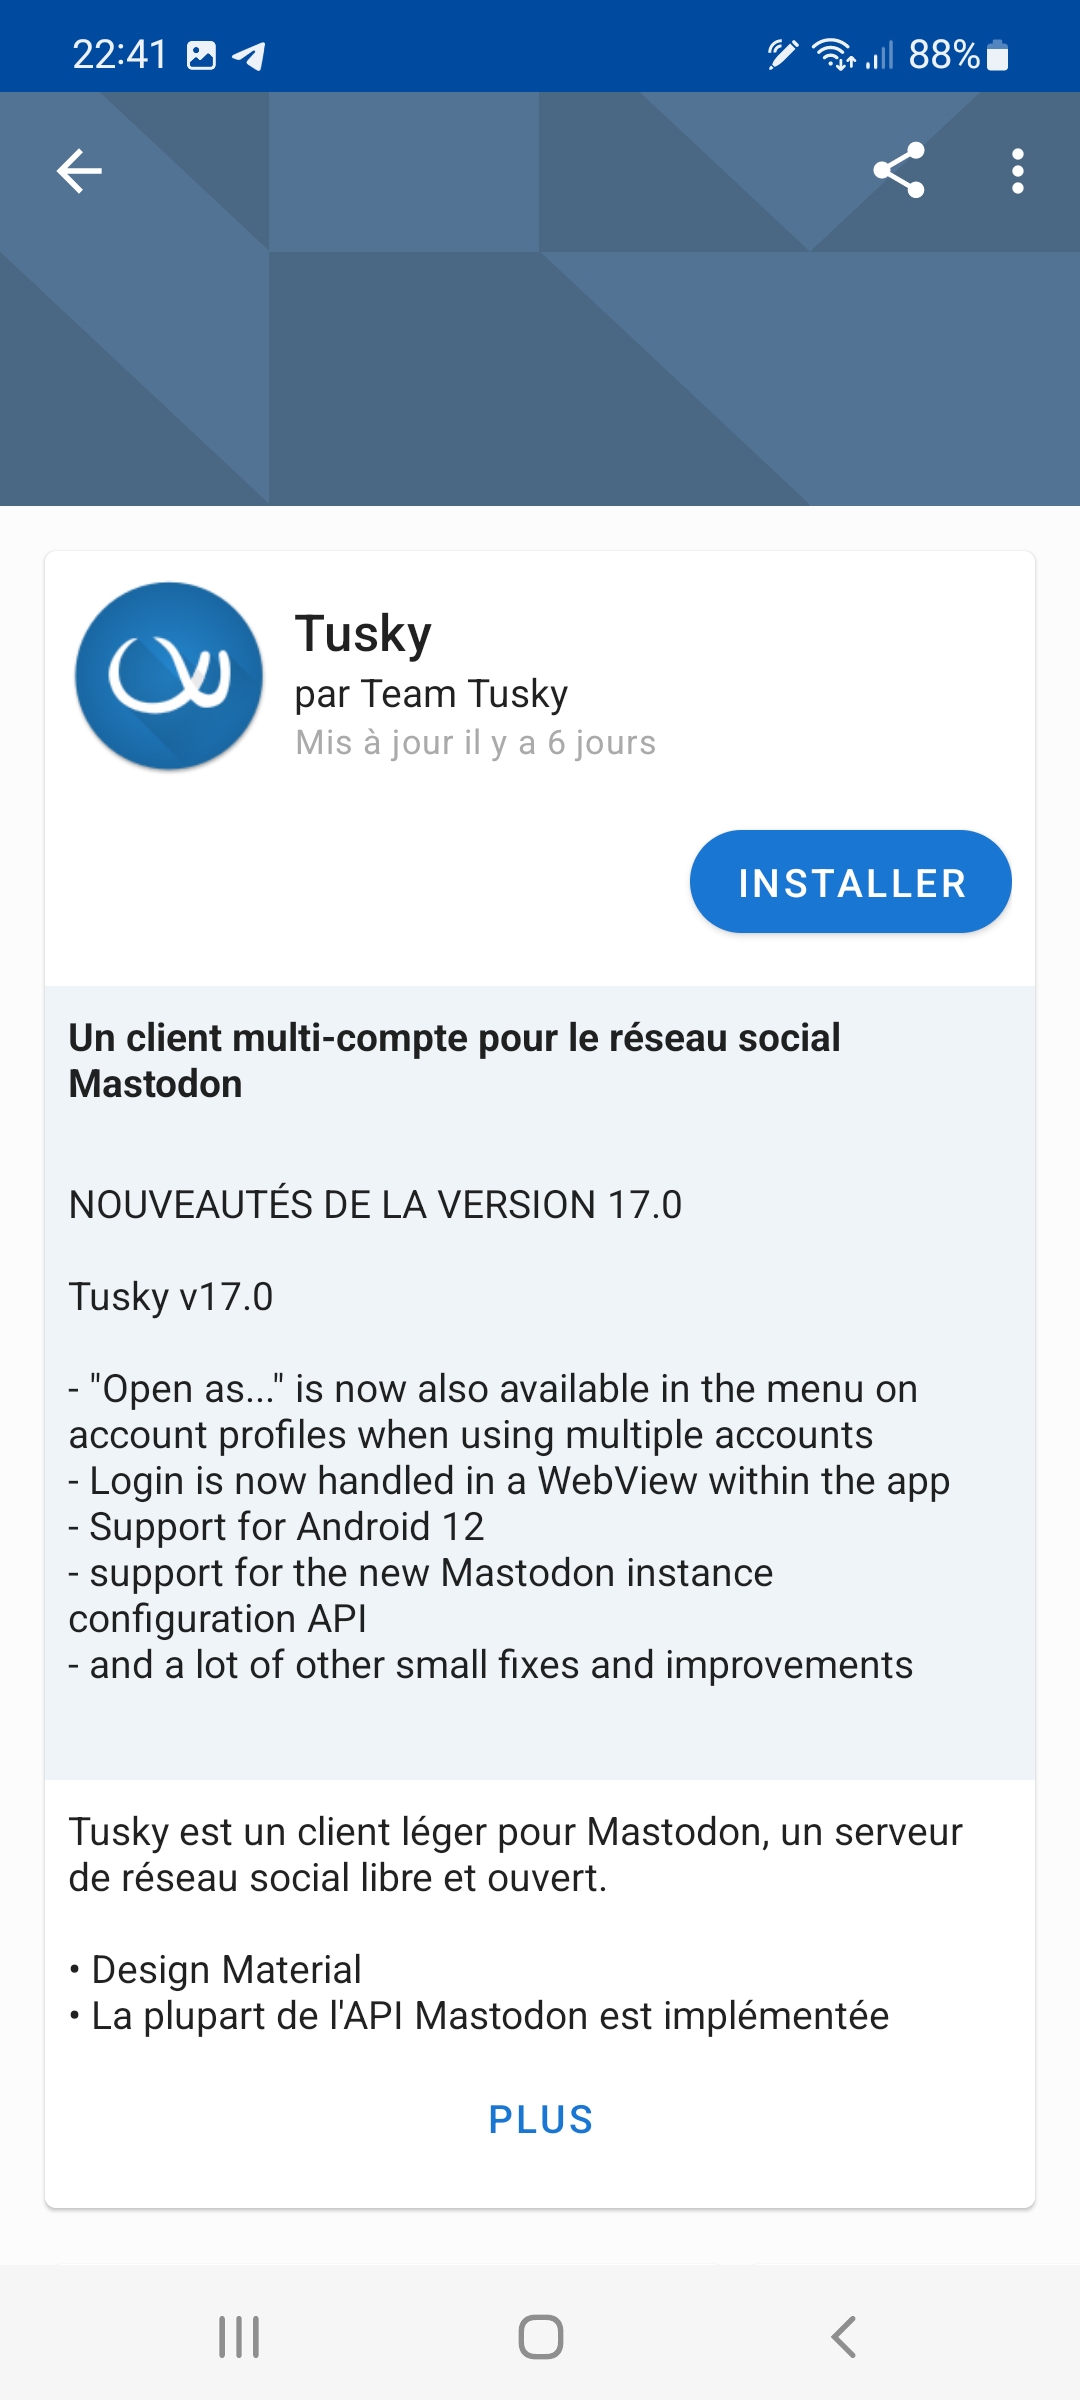 22:41
88%
Tusky
par Team Tusky
Mis à jour il y a 6 jours
INSTALLER
Un client multi-compte pour le réseau social
Mastodon
NOUVEAUTÉS DE LA VERSION 17.0
Tusky v17.0
- "Open as..." is now also available in the menu on
account profiles when using multiple accounts
- Login is now handled in a WebView within the app
- Support for Android 12
- support for the new Mastodon instance
configuration API
- and a lot of other small fixes and improvements
Tusky est un client léger pour Mastodon, un serveur
de réseau social libre et ouvert.
• Design Material
• La plupart de l'API Mastodon est implémentée
PLUS